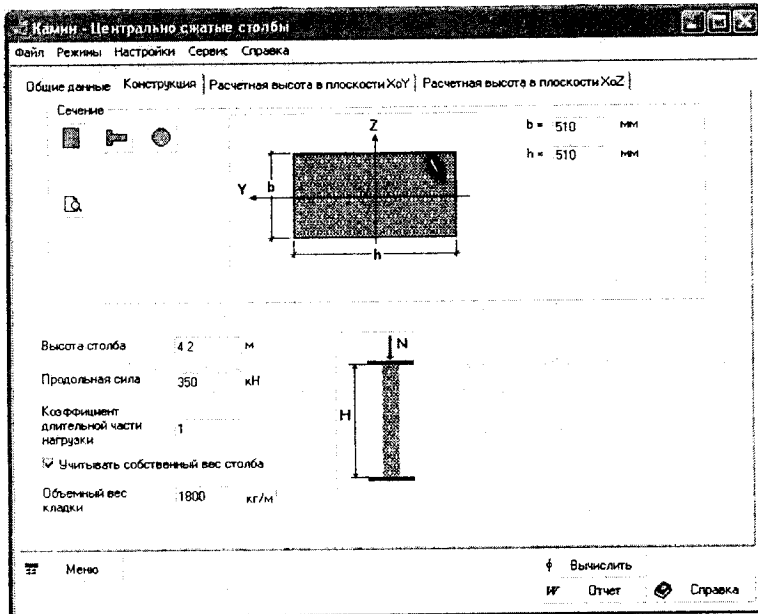 Камин - Центрально сжатые столбы
Файл Режимы Настройки Сервис Справка
Общие данные Конструкция Расчетная высота в плоскости XoY Расчетная высота в плоскости XoZ
Сечение
Z
b = 510 мм
h = 510 мм
Y
b
h
Высота столба 4.2 м
N
Продольная сила 350 кН
H
Коэффициент
длительной части
нагрузки 1
Учитывать собственный вес столба
Объемный вес
кладки 1800 кг/м
Меню
Вычислить
W Отчет
Справка